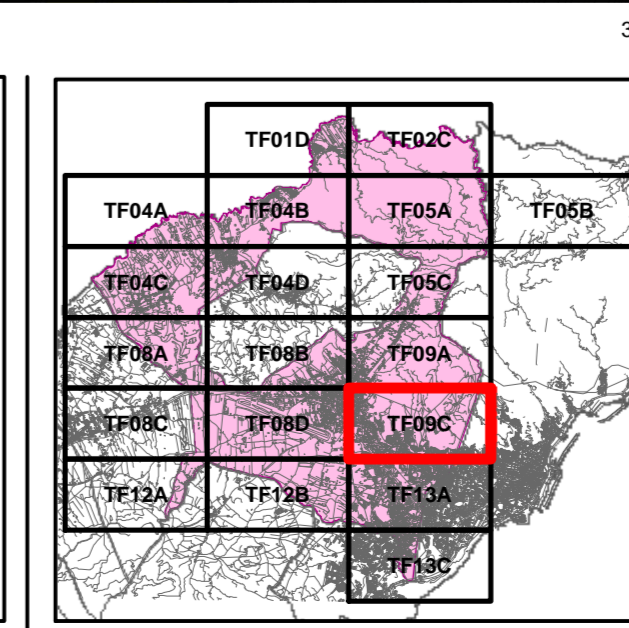 3
TF01D TF02C
TF04A TF04B TF05A TF05B
TF04C TF04D TF05C
TF08A TF08B TF09A
TF08C TF08D TF09C
TF12A TF12B TF13A
TF13C